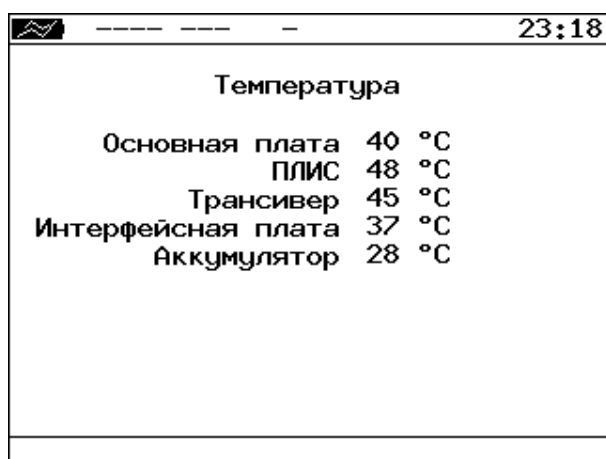 ---- --- - 23:18
Температура
Основная плата 40 °C
ПЛИС 48 °C
Трансивер 45 °C
Интерфейсная плата 37 °C
Аккумулятор 28 °C